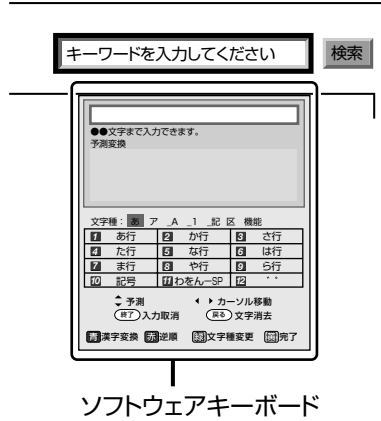 キーワードを入力してください 検索
●●文字まで入力できます。
予測変換
文字種： あ ア _A _1 _記 区 機能
1 あ行 2 か行 3 さ行
4 た行 5 な行 6 は行
7 ま行 8 や行 9 ら行
10 記号 11 わをん─SP 12 ゛゜
予測 カーソル移動
終了 入力取消 戻る 文字消去
青 漢字変換 赤 逆順 緑 文字種変更 完了
ソフトウェアキーボード